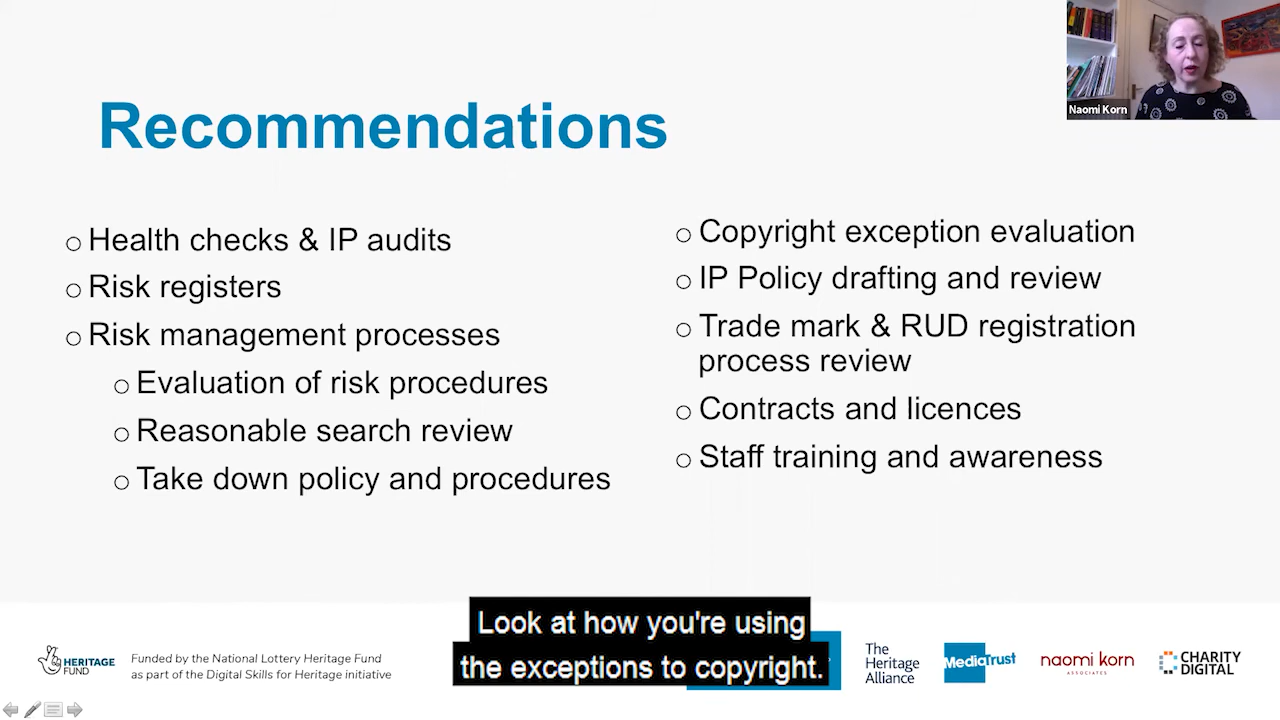 Naomi Korn
Recommendations
o Health checks & IP audits
o Risk registers
o Risk management processes
o Evaluation of risk procedures
o Reasonable search review
o Take down policy and procedures
o Copyright exception evaluation
o IP Policy drafting and review
o Trade mark & RUD registration
process review
o Contracts and licences
o Staff training and awareness
Look at how you're using
the exceptions to copyright.
HERITAGE
FUND
Funded by the National Lottery Heritage Fund
as part of the Digital Skills for Heritage initiative
The
Heritage
Alliance
MediaTrust
naomi korn
ASSOCIATES
CHARITY
DIGITAL